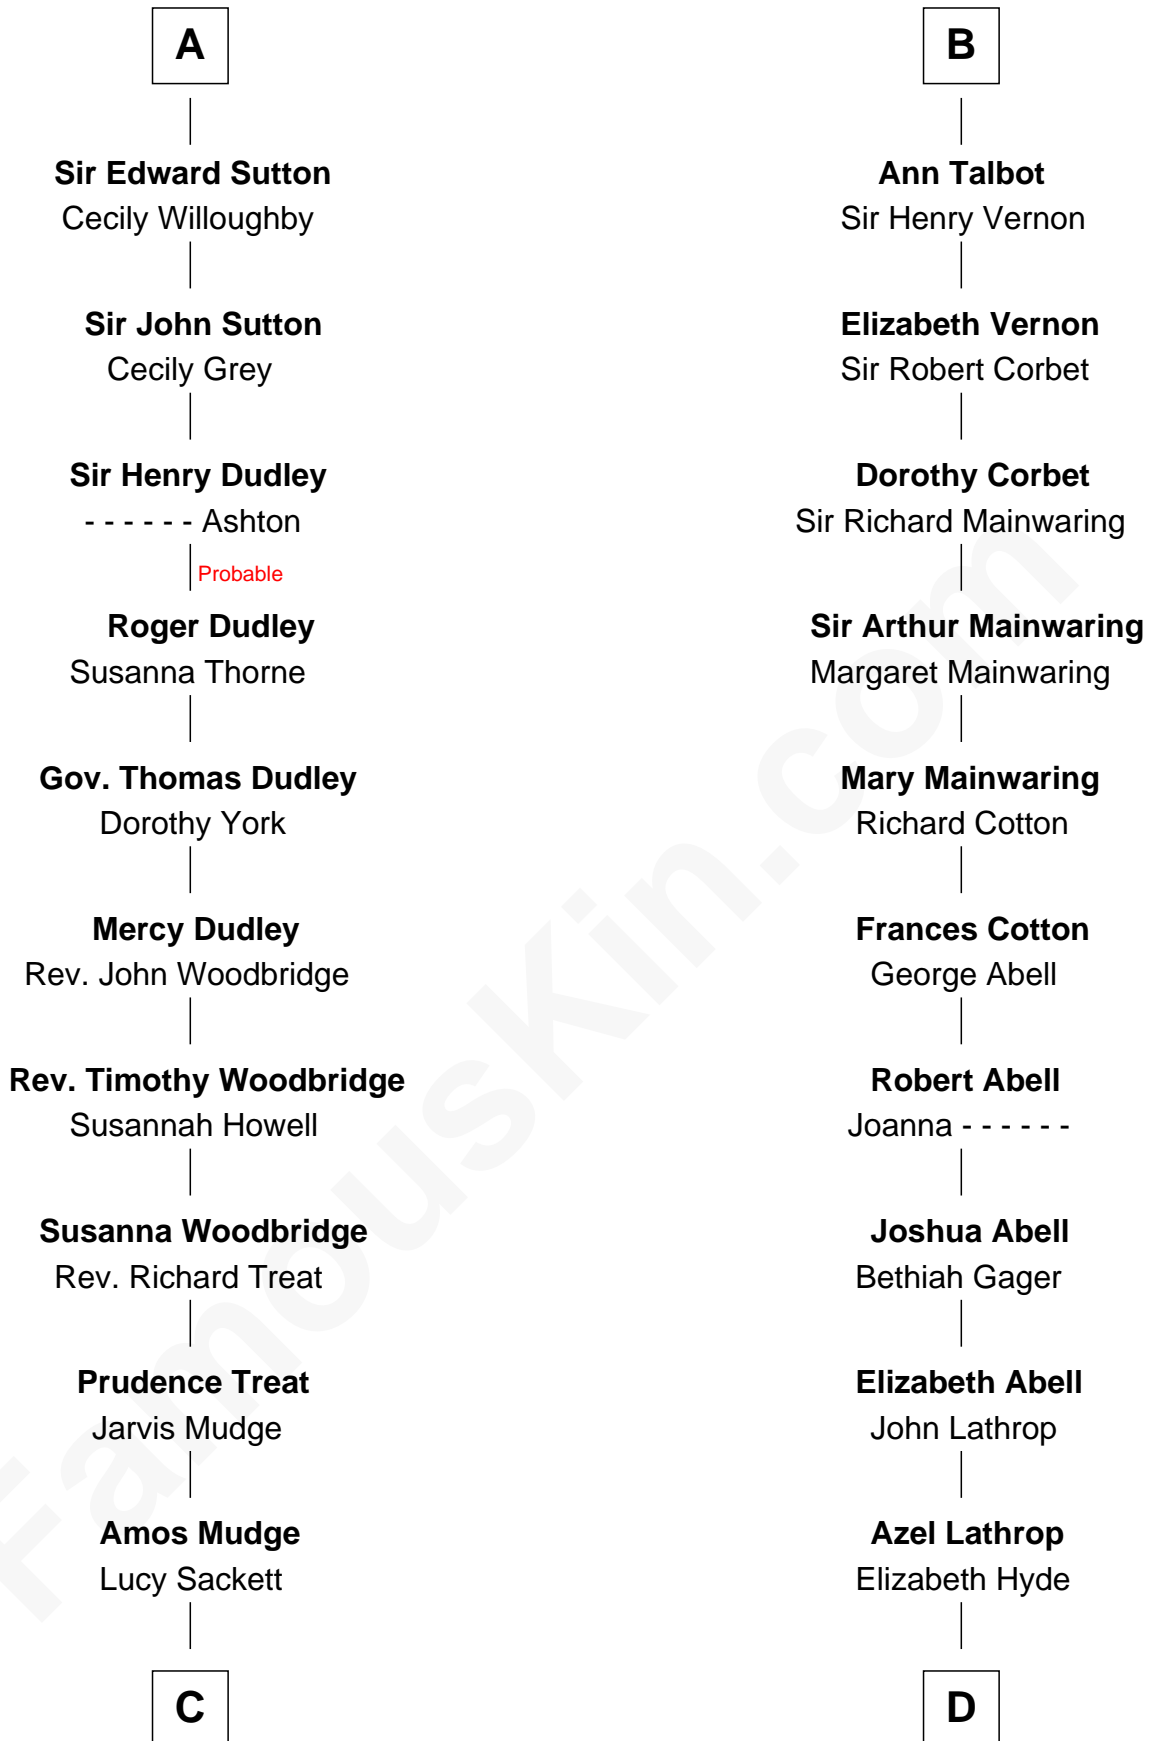 A
Sir Edward Sutton
Cecily Willoughby
Sir John Sutton
Cecily Grey
Sir Henry Dudley
- - - - - - Ashton
Probable
Roger Dudley
Susanna Thorne
Gov. Thomas Dudley
Dorothy York
Mercy Dudley
Rev. John Woodbridge
Rev. Timothy Woodbridge
Susannah Howell
Susanna Woodbridge
Rev. Richard Treat
Prudence Treat
Jarvis Mudge
Amos Mudge
Lucy Sackett
C
B
Ann Talbot
Sir Henry Vernon
Elizabeth Vernon
Sir Robert Corbet
Dorothy Corbet
Sir Richard Mainwaring
Sir Arthur Mainwaring
Margaret Mainwaring
Mary Mainwaring
Richard Cotton
Frances Cotton
George Abell
Robert Abell
Joanna - - - - - -
Joshua Abell
Bethiah Gager
Elizabeth Abell
John Lathrop
Azel Lathrop
Elizabeth Hyde
D
FamousKin.com